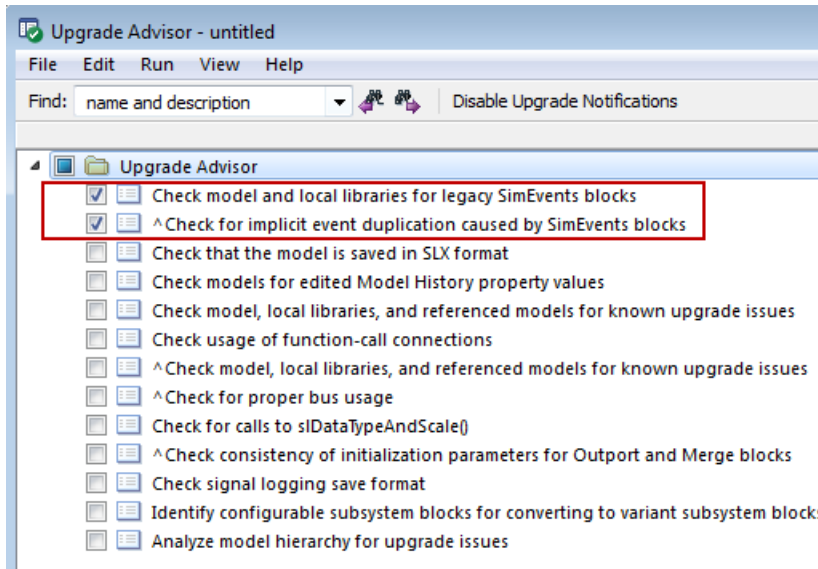 Upgrade Advisor - untitled
File Edit Run View Help
Find: name and description Disable Upgrade Notifications
Upgrade Advisor
Check model and local libraries for legacy SimEvents blocks
^Check for implicit event duplication caused by SimEvents blocks
Check that the model is saved in SLX format
Check models for edited Model History property values
Check model, local libraries, and referenced models for known upgrade issues
Check usage of function-call connections
^Check model, local libraries, and referenced models for known upgrade issues
^Check for proper bus usage
Check for calls to slDataTypeAndScale()
^Check consistency of initialization parameters for Outport and Merge blocks
Check signal logging save format
Identify configurable subsystem blocks for converting to variant subsystem blocks
Analyze model hierarchy for upgrade issues